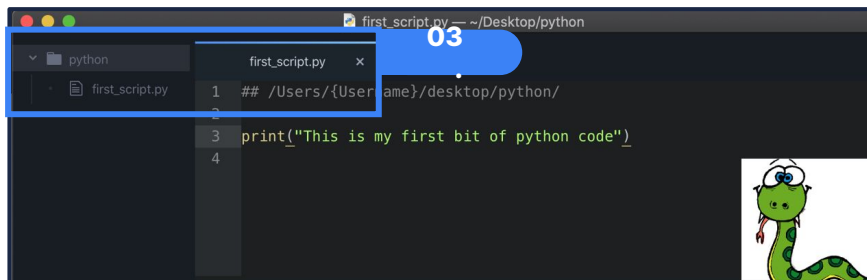 first_script.py — ~/Desktop/python
03
.
python
first_script.py ×
first_script.py
1 ## /Users/{Username}/desktop/python/
2
3 print("This is my first bit of python code")
4